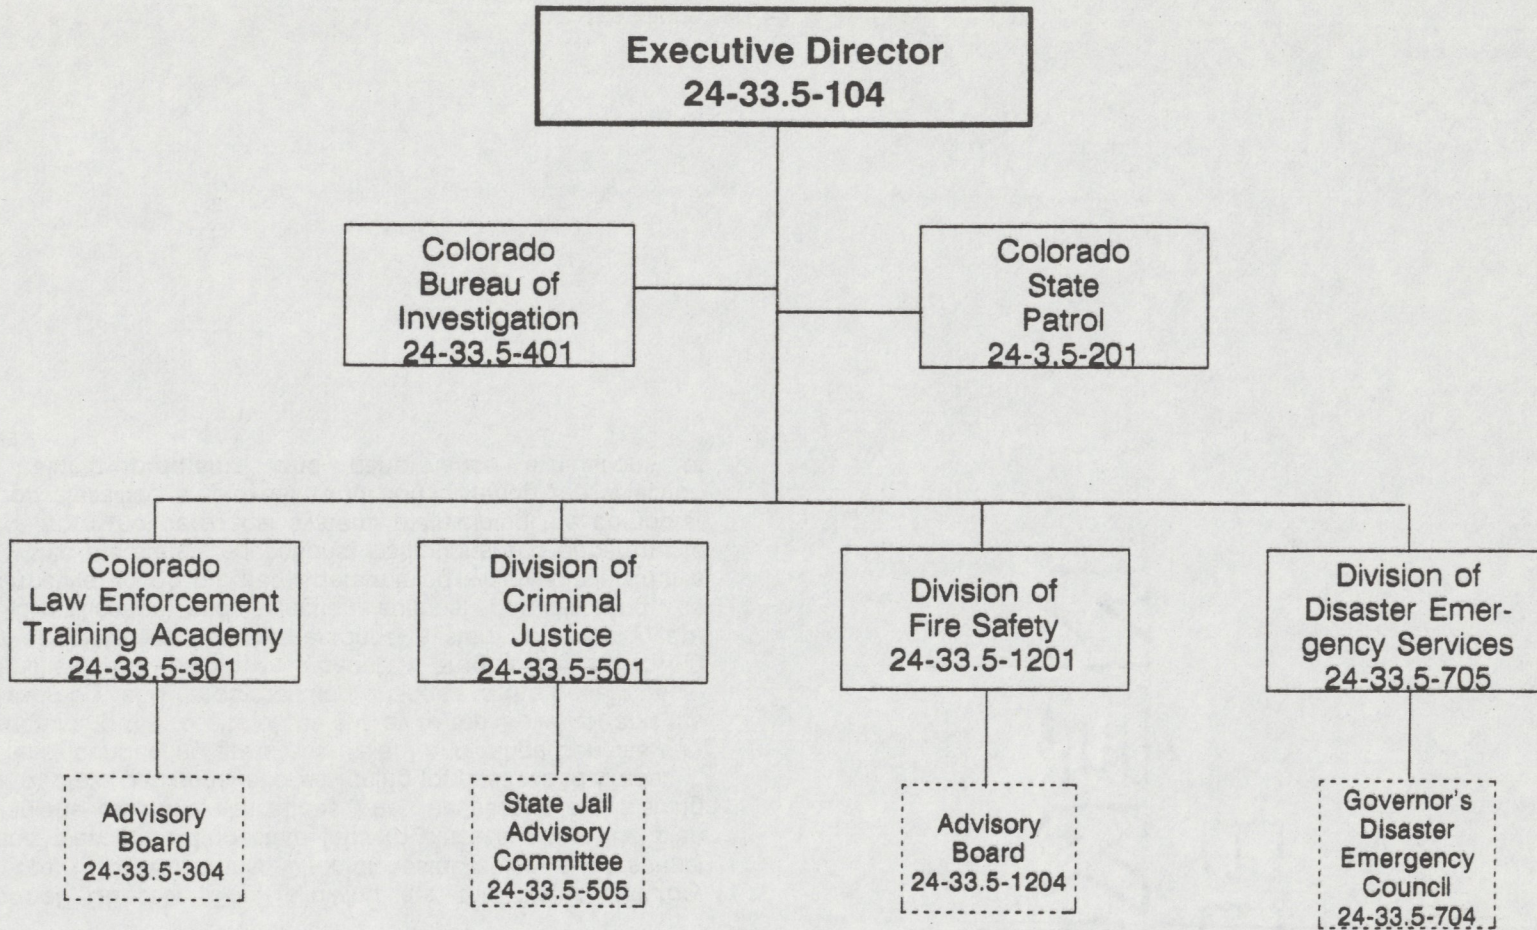 Executive Director
24-33.5-104
Colorado
Bureau of
Investigation
24-33.5-401
Colorado
State
Patrol
24-3.5-201
Colorado
Law Enforcement
Training Academy
24-33.5-301
Division of
Criminal
Justice
24-33.5-501
Division of
Fire Safety
24-33.5-1201
Division of
Disaster Emer-
gency Services
24-33.5-705
Advisory
Board
24-33.5-304
State Jail
Advisory
Committee
24-33.5-505
Advisory
Board
24-33.5-1204
Governor's
Disaster
Emergency
Council
24-33.5-704